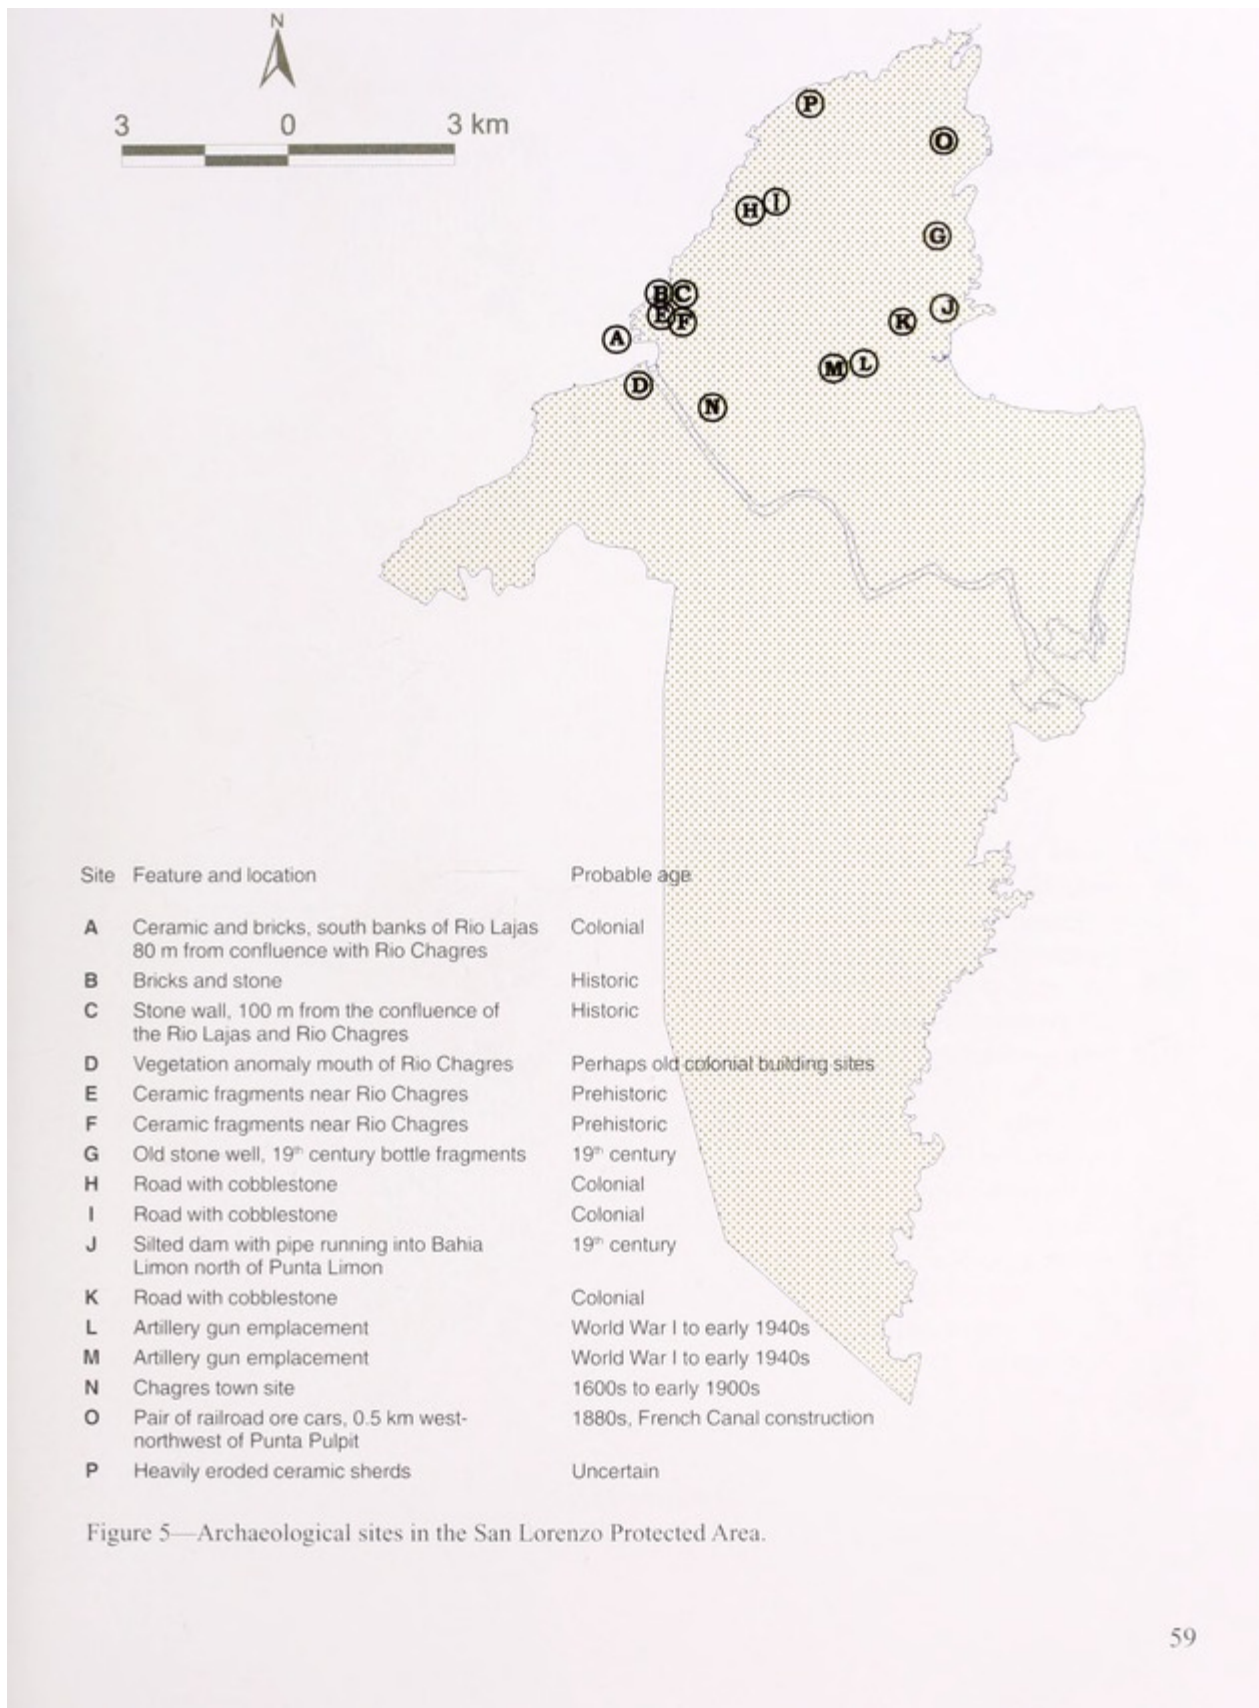 N
3 0 3 km
P
O
I
H
G
B C
J
E F
K
A
L
M
D
N
Site Feature and location Probable age
A Ceramic and bricks, south banks of Rio Lajas Colonial
80 m from confluence with Rio Chagres
B Bricks and stone Historic
C Stone wall, 100 m from the confluence of Historic
the Rio Lajas and Rio Chagres
D Vegetation anomaly mouth of Rio Chagres Perhaps old colonial building sites
E Ceramic fragments near Rio Chagres Prehistoric
F Ceramic fragments near Rio Chagres Prehistoric
G Old stone well, 19th century bottle fragments 19th century
H Road with cobblestone Colonial
I Road with cobblestone Colonial
J Silted dam with pipe running into Bahia 19th century
Limon north of Punta Limon
K Road with cobblestone Colonial
L Artillery gun emplacement World War I to early 1940s
M Artillery gun emplacement World War I to early 1940s
N Chagres town site 1600s to early 1900s
O Pair of railroad ore cars, 0.5 km west- 1880s, French Canal construction
northwest of Punta Pulpit
P Heavily eroded ceramic sherds Uncertain
Figure 5—Archaeological sites in the San Lorenzo Protected Area.
59